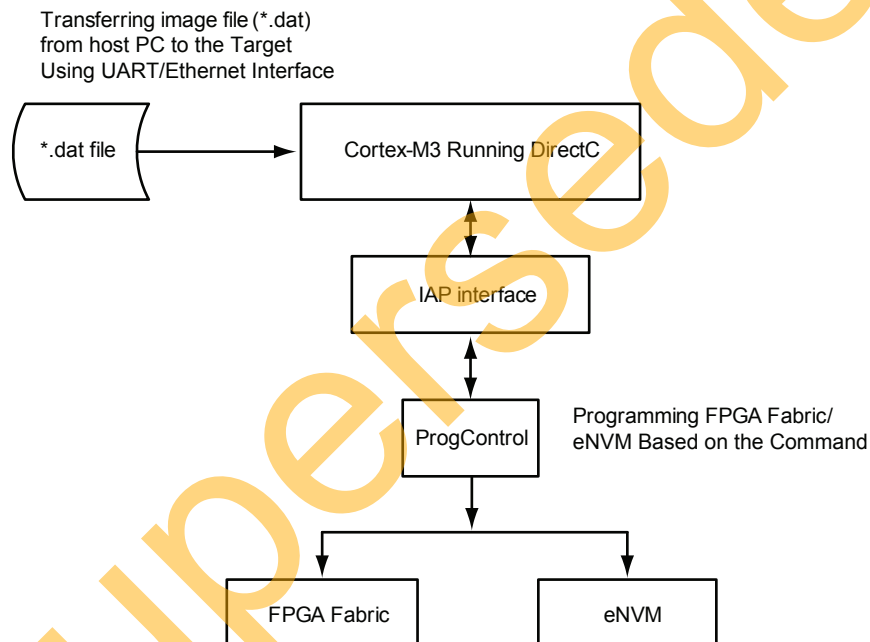 Transferring image file (*.dat)
from host PC to the Target
Using UART/Ethernet Interface
*.dat file
Cortex-M3 Running DirectC
IAP interface
ProgControl
Programming FPGA Fabric/
eNVM Based on the Command
FPGA Fabric
eNVM
upersede